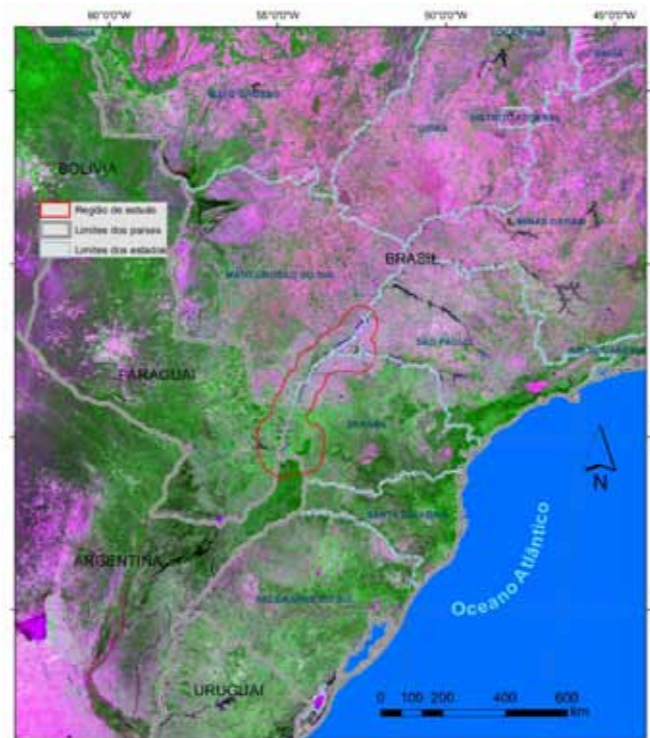 60°0'0"W 55°0'0"W 50°0'0"W 45°0'0"W
MATO GROSSO
GOIÁS
DISTRITO FEDERAL
BOLIVIA
Região de estudo
Limites dos países
Limites dos estados
MINAS GERAIS
BRASIL
MATO GROSSO DO SUL
SÃO PAULO
PARAGUAI
PARANÁ
N
SANTA CATARINA
ARGENTINA
Oceano Atlântico
RIO GRANDE DO SUL
URUGUAI
0 100 200 400 600
km